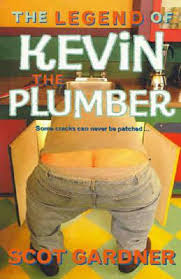 THE LEGEND OF
KEVIN
THE
PLUMBER
Some cracks can never be patched...
SCOT GARDNER